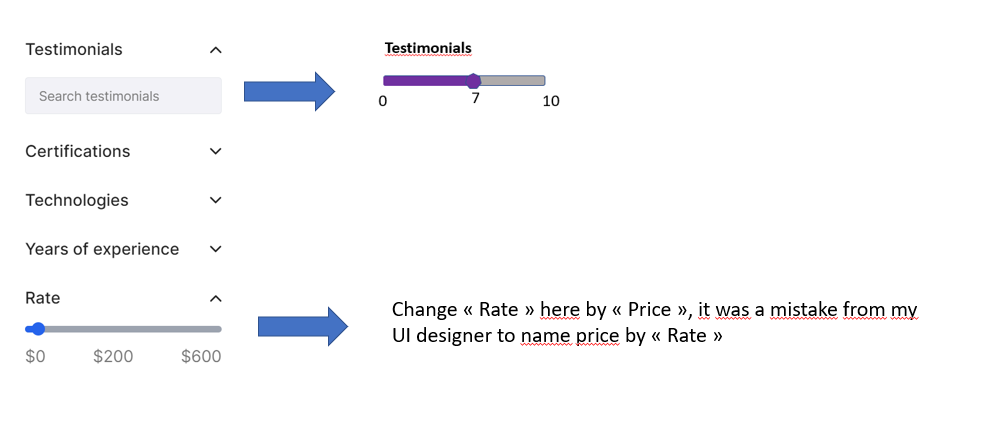 Testimonials
Search testimonials
Certifications
Technologies
Years of experience
Rate
$0 $200 $600
Testimonials
0 7 10
Change « Rate » here by « Price », it was a mistake from my
UI designer to name price by « Rate »